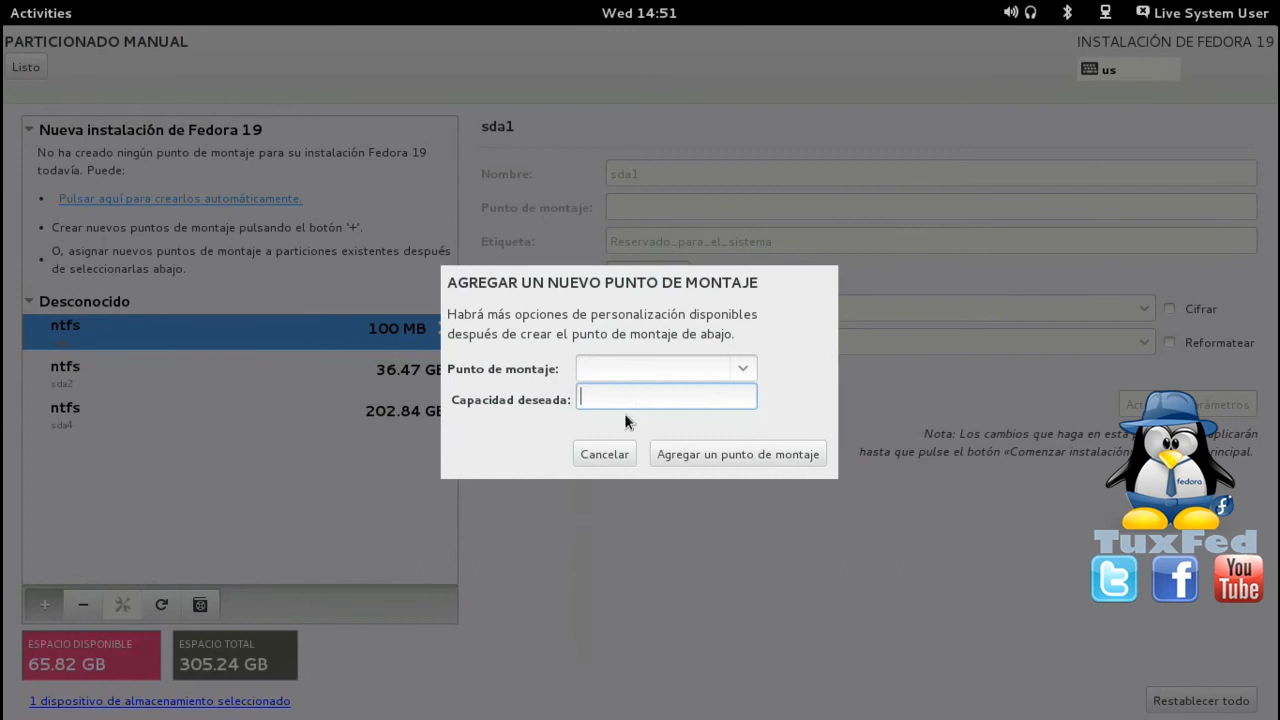 Activities
Wed 14:51
Live System User
PARTICIONADO MANUAL
INSTALACIÓN DE FEDORA 19
Listo
us
Nueva instalación de Fedora 19
No ha creado ningún punto de montaje para su instalación Fedora 19
todavía. Puede:
• Pulsar aquí para crearlos automáticamente.
• Crear nuevos puntos de montaje pulsando el botón '+'.
• O, asignar nuevos puntos de montaje a particiones existentes después
de seleccionarlas abajo.
Desconocido
ntfs 100 MB
ntfs 36.47 GB
sda2
ntfs 202.84 GB
sda4
sda1
Nombre: sda1
Punto de montaje:
Etiqueta: Reservado_para_el_sistema
Cifrar
Reformatear
Nota: Los cambios que haga en esta
hasta que pulse el botón «Comenzar
AGREGAR UN NUEVO PUNTO DE MONTAJE
Habrá más opciones de personalización disponibles
después de crear el punto de montaje de abajo.
Punto de montaje:
Capacidad deseada:
Cancelar
Agregar un punto de montaje
fedora
TuxFed
You
Tube
ESPACIO DISPONIBLE
65.82 GB
ESPACIO TOTAL
305.24 GB
1 dispositivo de almacenamiento seleccionado
Restablecer todo